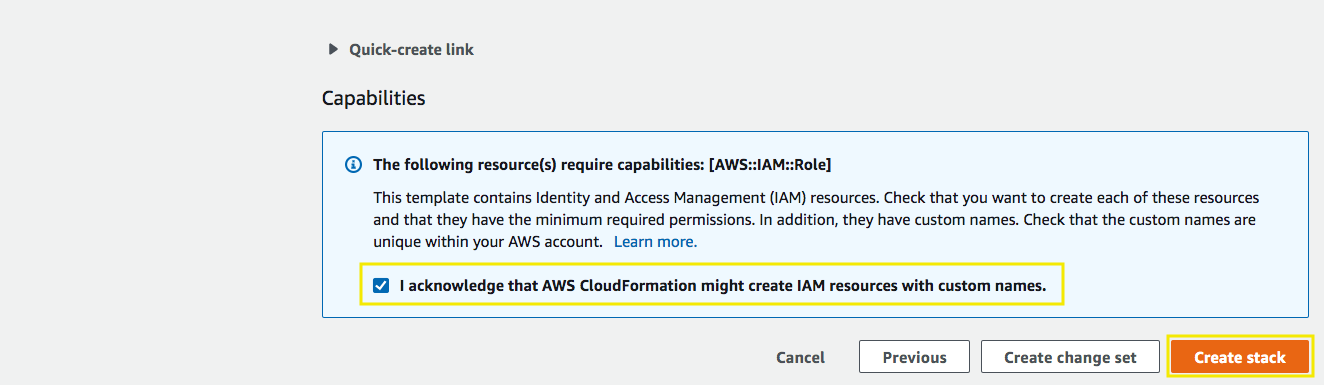 Quick-create link
Capabilities
The following resource(s) require capabilities: [AWS::IAM::Role]
This template contains Identity and Access Management (IAM) resources. Check that you want to create each of these resources
and that they have the minimum required permissions. In addition, they have custom names. Check that the custom names are
unique within your AWS account. Learn more.
I acknowledge that AWS CloudFormation might create IAM resources with custom names.
Cancel Previous Create change set Create stack